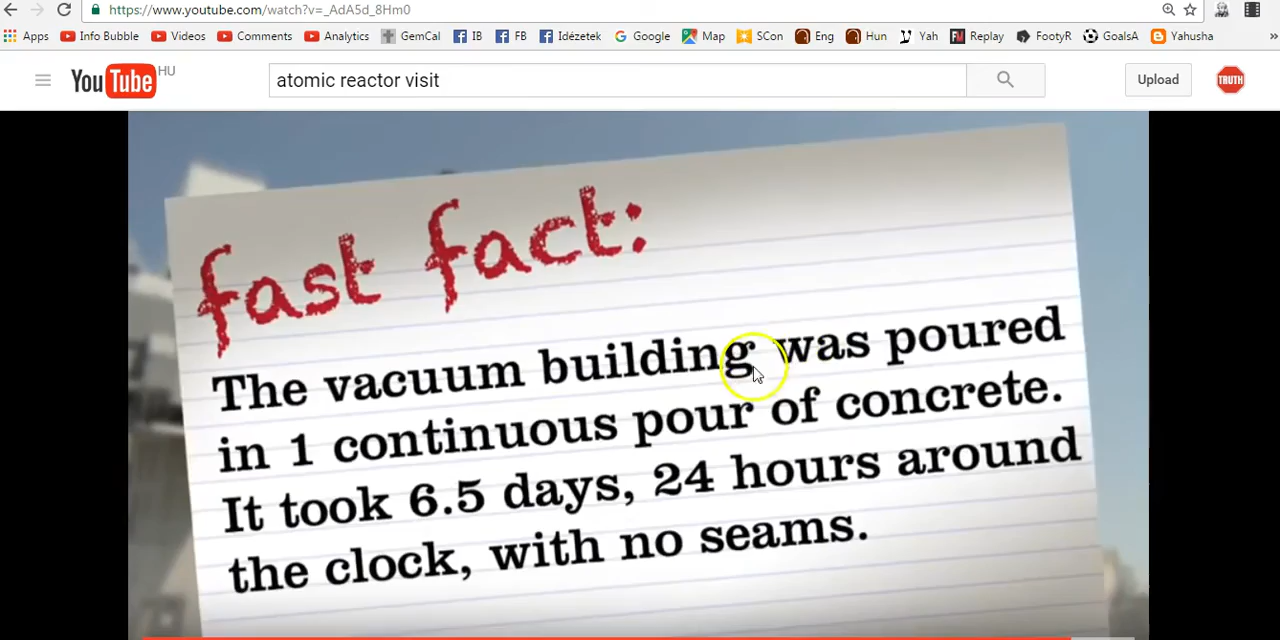 https://www.youtube.com/watch?v=_AdA5d_8Hm0
Apps Info Bubble Videos Comments Analytics GemCal IB FB Idézetek Google Map SCon Eng Hun Yah Replay FootyR GoalsA Yahusha »
YouTube HU atomic reactor visit Upload TRUTH
fast fact:
The vacuum building was poured
in 1 continuous pour of concrete.
It took 6.5 days, 24 hours around
the clock, with no seams.